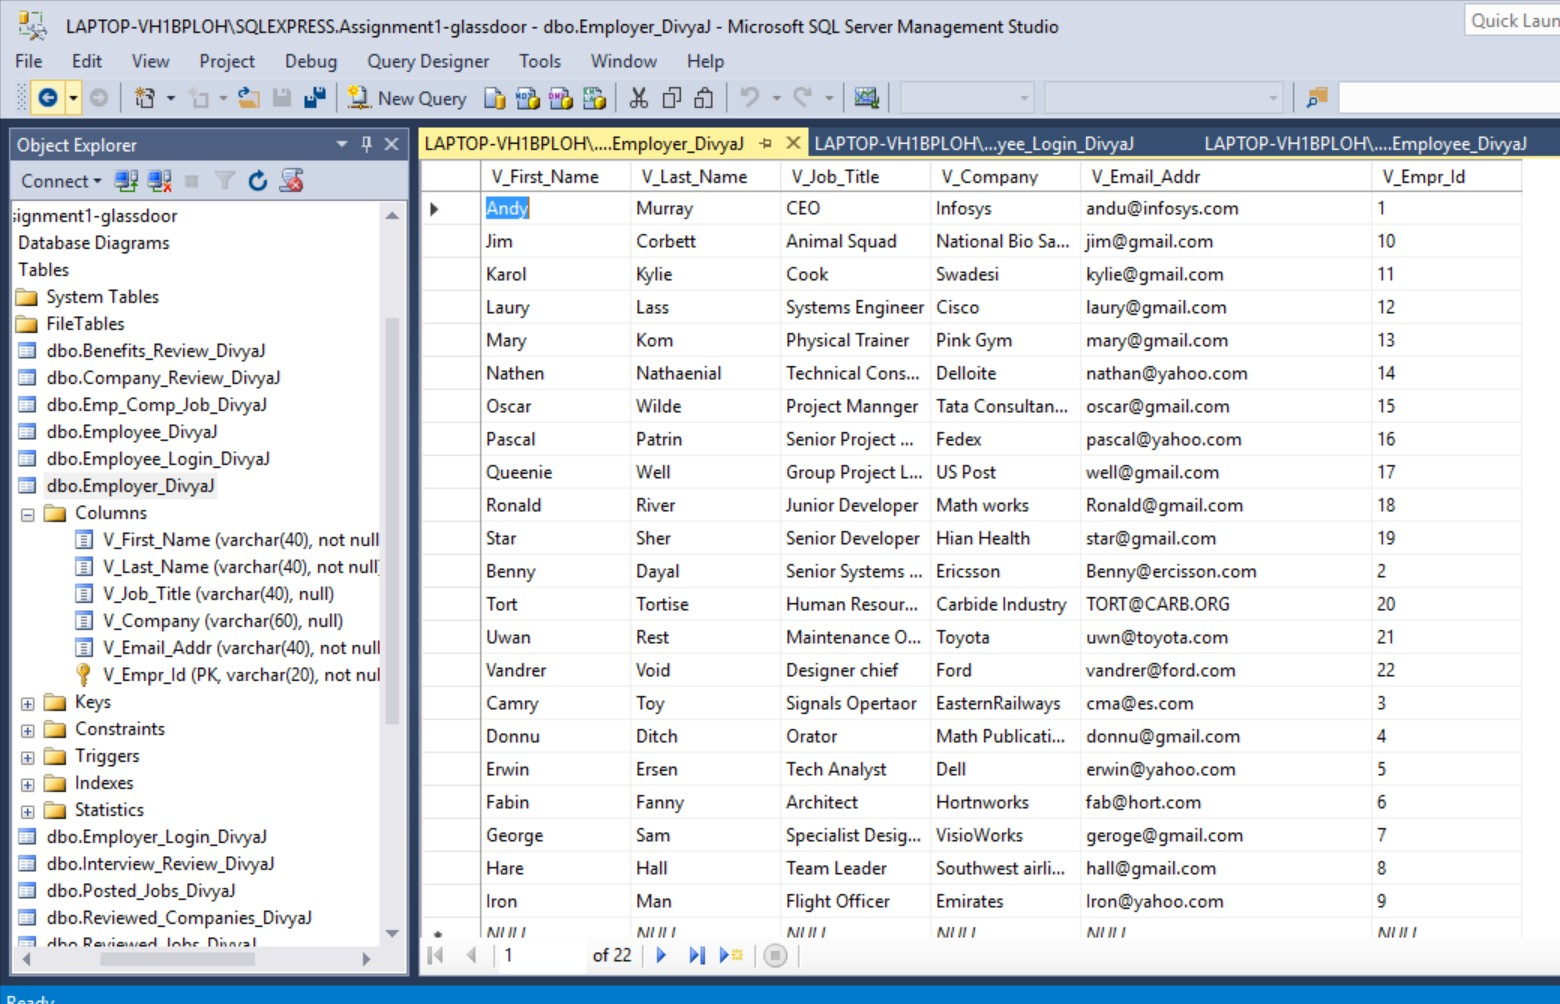 LAPTOP-VH1BPLOH\SQLEXPRESS.Assignment1-glassdoor - dbo.Employer_DivyaJ - Microsoft SQL Server Management Studio
Quick Laun
File Edit View Project Debug Query Designer Tools Window Help
New Query
Object Explorer
Connect
signment1-glassdoor
Database Diagrams
Tables
System Tables
FileTables
dbo.Benefits_Review_DivyaJ
dbo.Company_Review_DivyaJ
dbo.Emp_Comp_Job_DivyaJ
dbo.Employee_DivyaJ
dbo.Employee_Login_DivyaJ
dbo.Employer_DivyaJ
Columns
V_First_Name (varchar(40), not null
V_Last_Name (varchar(40), not null
V_Job_Title (varchar(40), null)
V_Company (varchar(60), null)
V_Email_Addr (varchar(40), not null
V_Empr_Id (PK, varchar(20), not nul
Keys
Constraints
Triggers
Indexes
Statistics
dbo.Employer_Login_DivyaJ
dbo.Interview_Review_DivyaJ
dbo.Posted_Jobs_DivyaJ
dbo.Reviewed_Companies_DivyaJ
dbo.Reviewed_Jobs_DivyaJ
LAPTOP-VH1BPLOH\....Employer_DivyaJ LAPTOP-VH1BPLOH\...yee_Login_DivyaJ LAPTOP-VH1BPLOH\....Employee_DivyaJ
V_First_Name V_Last_Name V_Job_Title V_Company V_Email_Addr V_Empr_Id
Andy Murray CEO Infosys andu@infosys.com 1
Jim Corbett Animal Squad National Bio Sa... jim@gmail.com 10
Karol Kylie Cook Swadesi kylie@gmail.com 11
Laury Lass Systems Engineer Cisco laury@gmail.com 12
Mary Kom Physical Trainer Pink Gym mary@gmail.com 13
Nathen Nathaenial Technical Cons... Delloite nathan@yahoo.com 14
Oscar Wilde Project Mannger Tata Consultan... oscar@gmail.com 15
Pascal Patrin Senior Project ... Fedex pascal@yahoo.com 16
Queenie Well Group Project L... US Post well@gmail.com 17
Ronald River Junior Developer Math works Ronald@gmail.com 18
Star Sher Senior Developer Hian Health star@gmail.com 19
Benny Dayal Senior Systems ... Ericsson Benny@ercisson.com 2
Tort Tortise Human Resour... Carbide Industry TORT@CARB.ORG 20
Uwan Rest Maintenance O... Toyota uwn@toyota.com 21
Vandrer Void Designer chief Ford vandrer@ford.com 22
Camry Toy Signals Opertaor EasternRailways cma@es.com 3
Donnu Ditch Orator Math Publicati... donnu@gmail.com 4
Erwin Ersen Tech Analyst Dell erwin@yahoo.com 5
Fabin Fanny Architect Hortnworks fab@hort.com 6
George Sam Specialist Desig... VisioWorks geroge@gmail.com 7
Hare Hall Team Leader Southwest airli... hall@gmail.com 8
Iron Man Flight Officer Emirates Iron@yahoo.com 9
NULL NULL NULL NULL NULL NULL
1 of 22
Ready